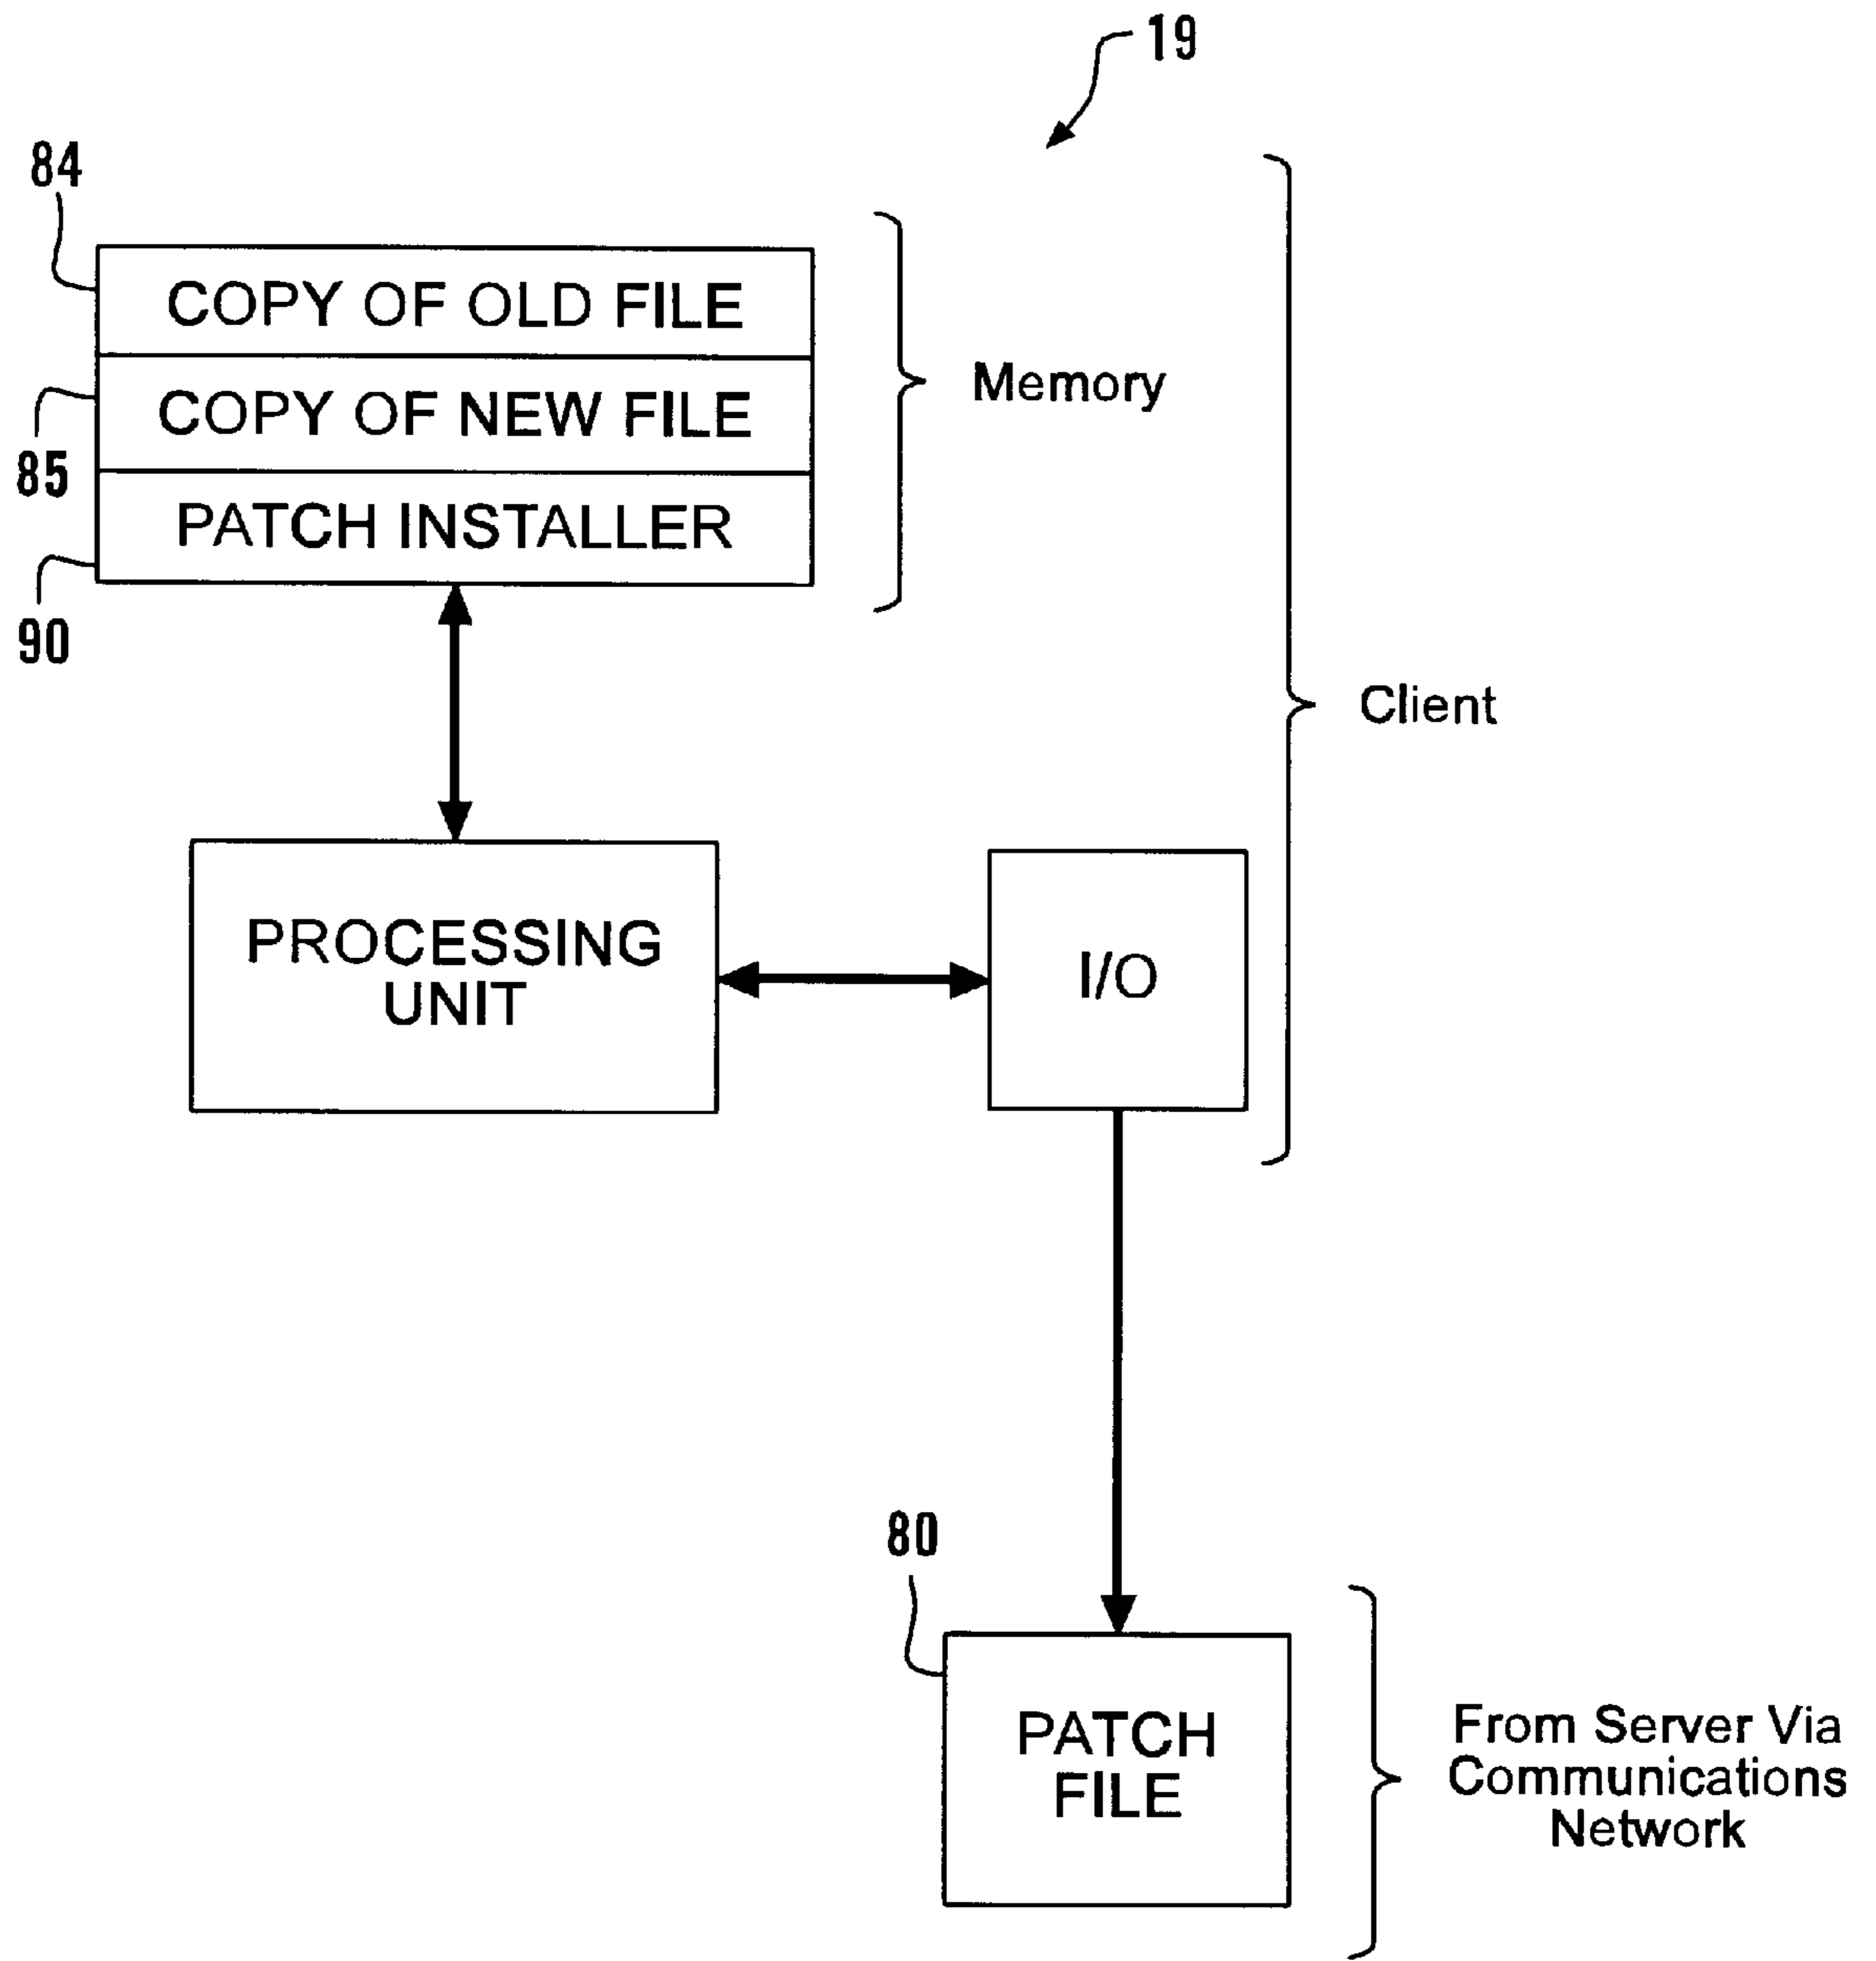 19
84
COPY OF OLD FILE
COPY OF NEW FILE
Memory
85
PATCH INSTALLER
90
Client
PROCESSING
UNIT
I/O
80
PATCH
FILE
From Server Via
Communications
Network